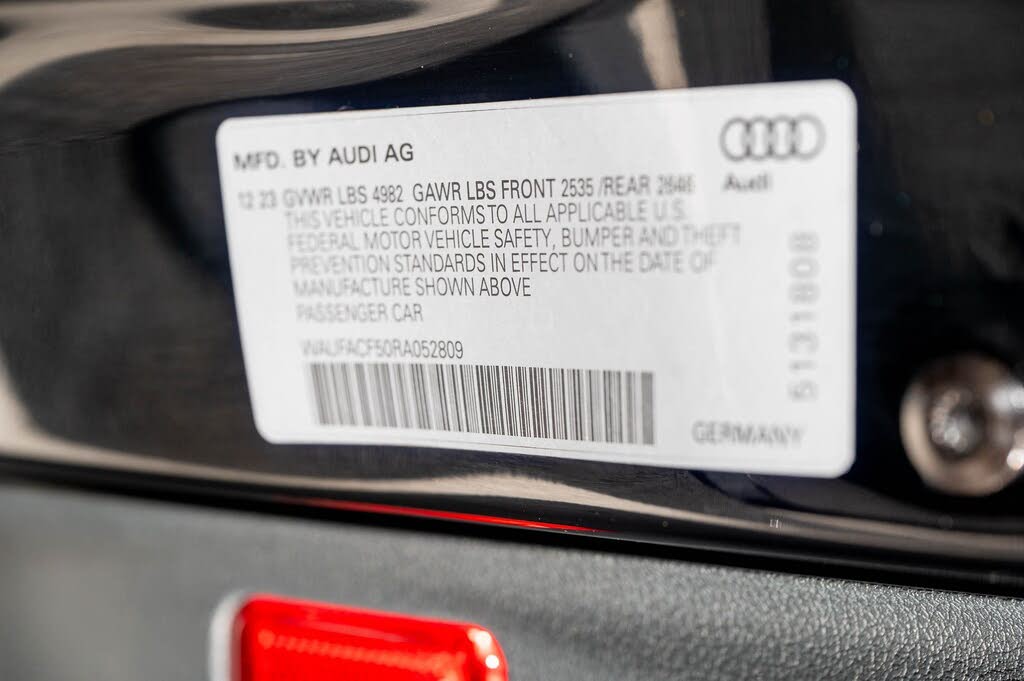 MFD. BY AUDI AG
Audi
12 23 GVWR LBS 4982 GAWR LBS FRONT 2535 /REAR 2646
THIS VEHICLE CONFORMS TO ALL APPLICABLE U.S.
FEDERAL MOTOR VEHICLE SAFETY, BUMPER AND THEFT
PREVENTION STANDARDS IN EFFECT ON THE DATE OF
MANUFACTURE SHOWN ABOVE
PASSENGER CAR
WAUFACF50RA052809
51331808
GERMANY